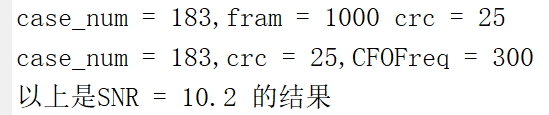 case_num = 183,fram = 1000 crc = 25
case_num = 183,crc = 25,CFOFreq = 300
以上是SNR = 10.2 的结果